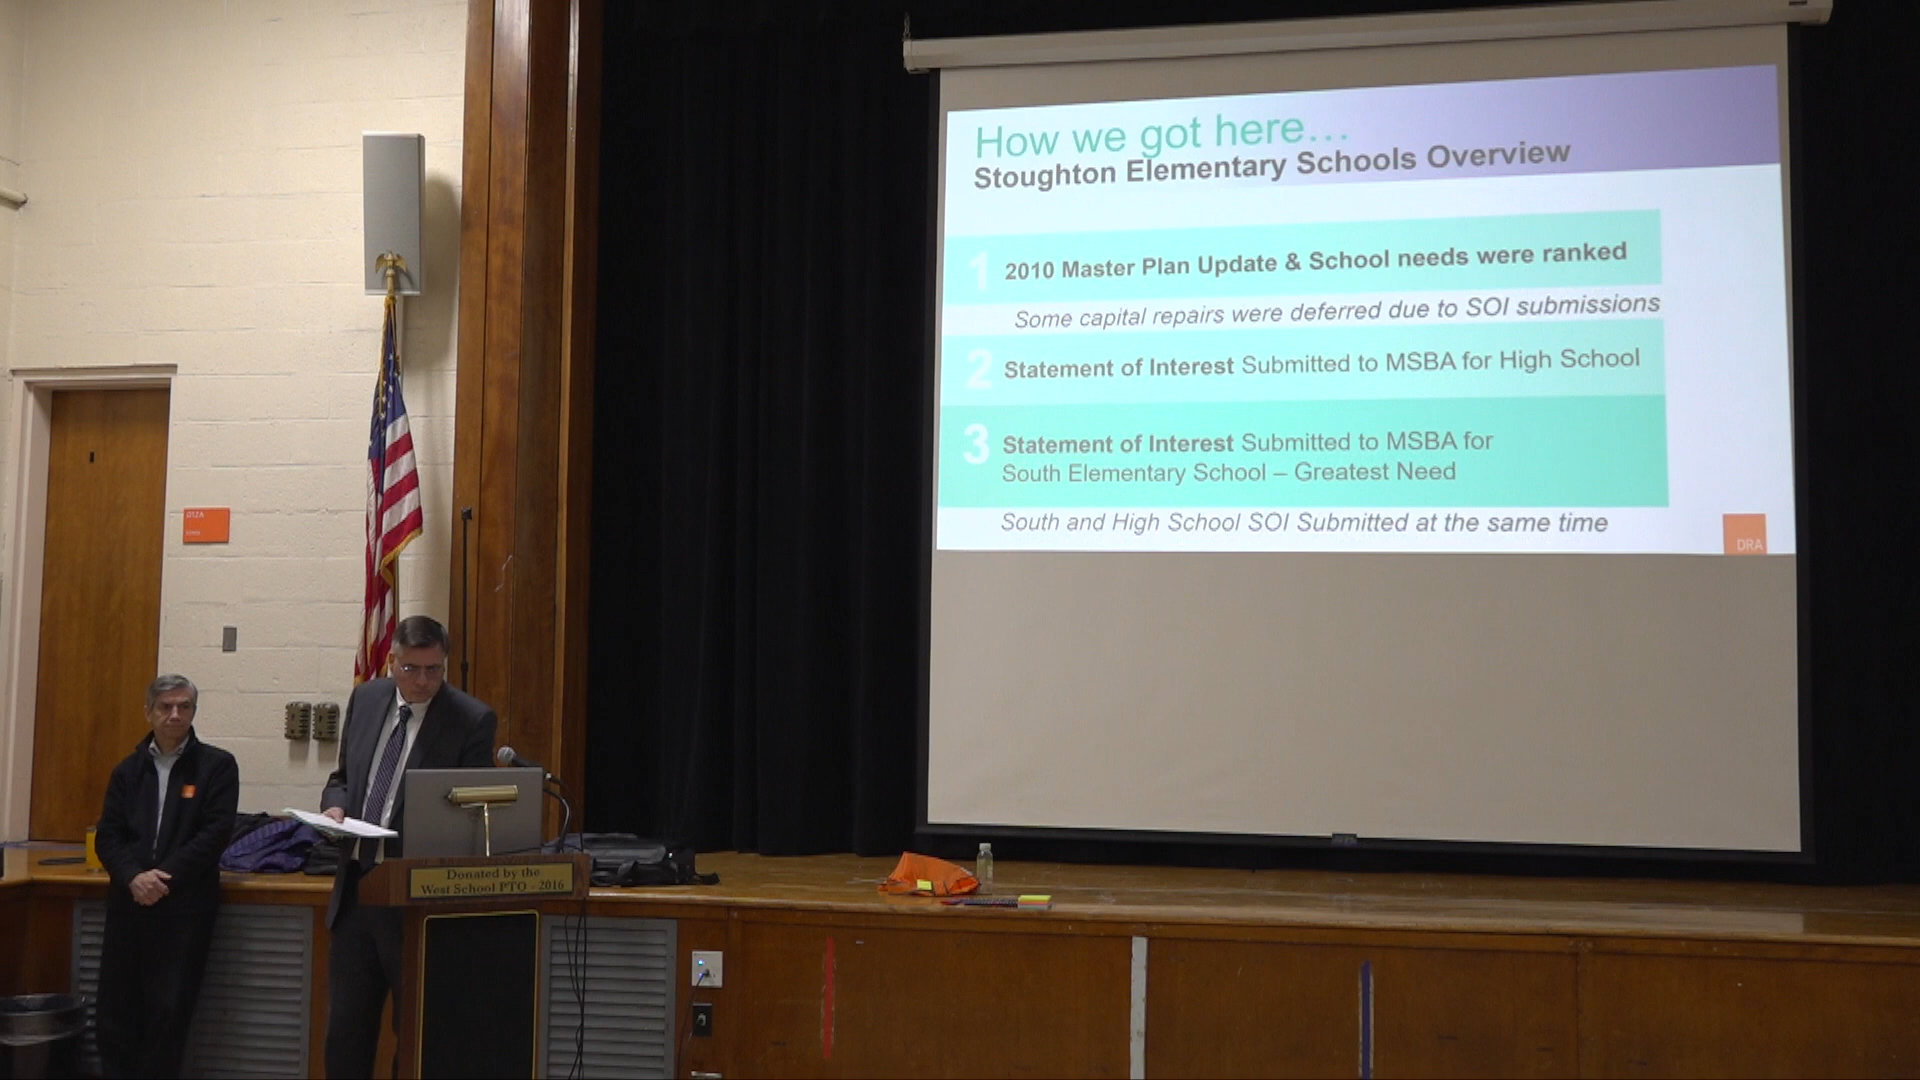 How we got here...
Stoughton Elementary Schools Overview
1 2010 Master Plan Update & School needs were ranked
Some capital repairs were deferred due to SOI submissions
2 Statement of Interest Submitted to MSBA for High School
3 Statement of Interest Submitted to MSBA for
South Elementary School – Greatest Need
South and High School SOI Submitted at the same time
DRA
Donated by the
West School PTO - 2016